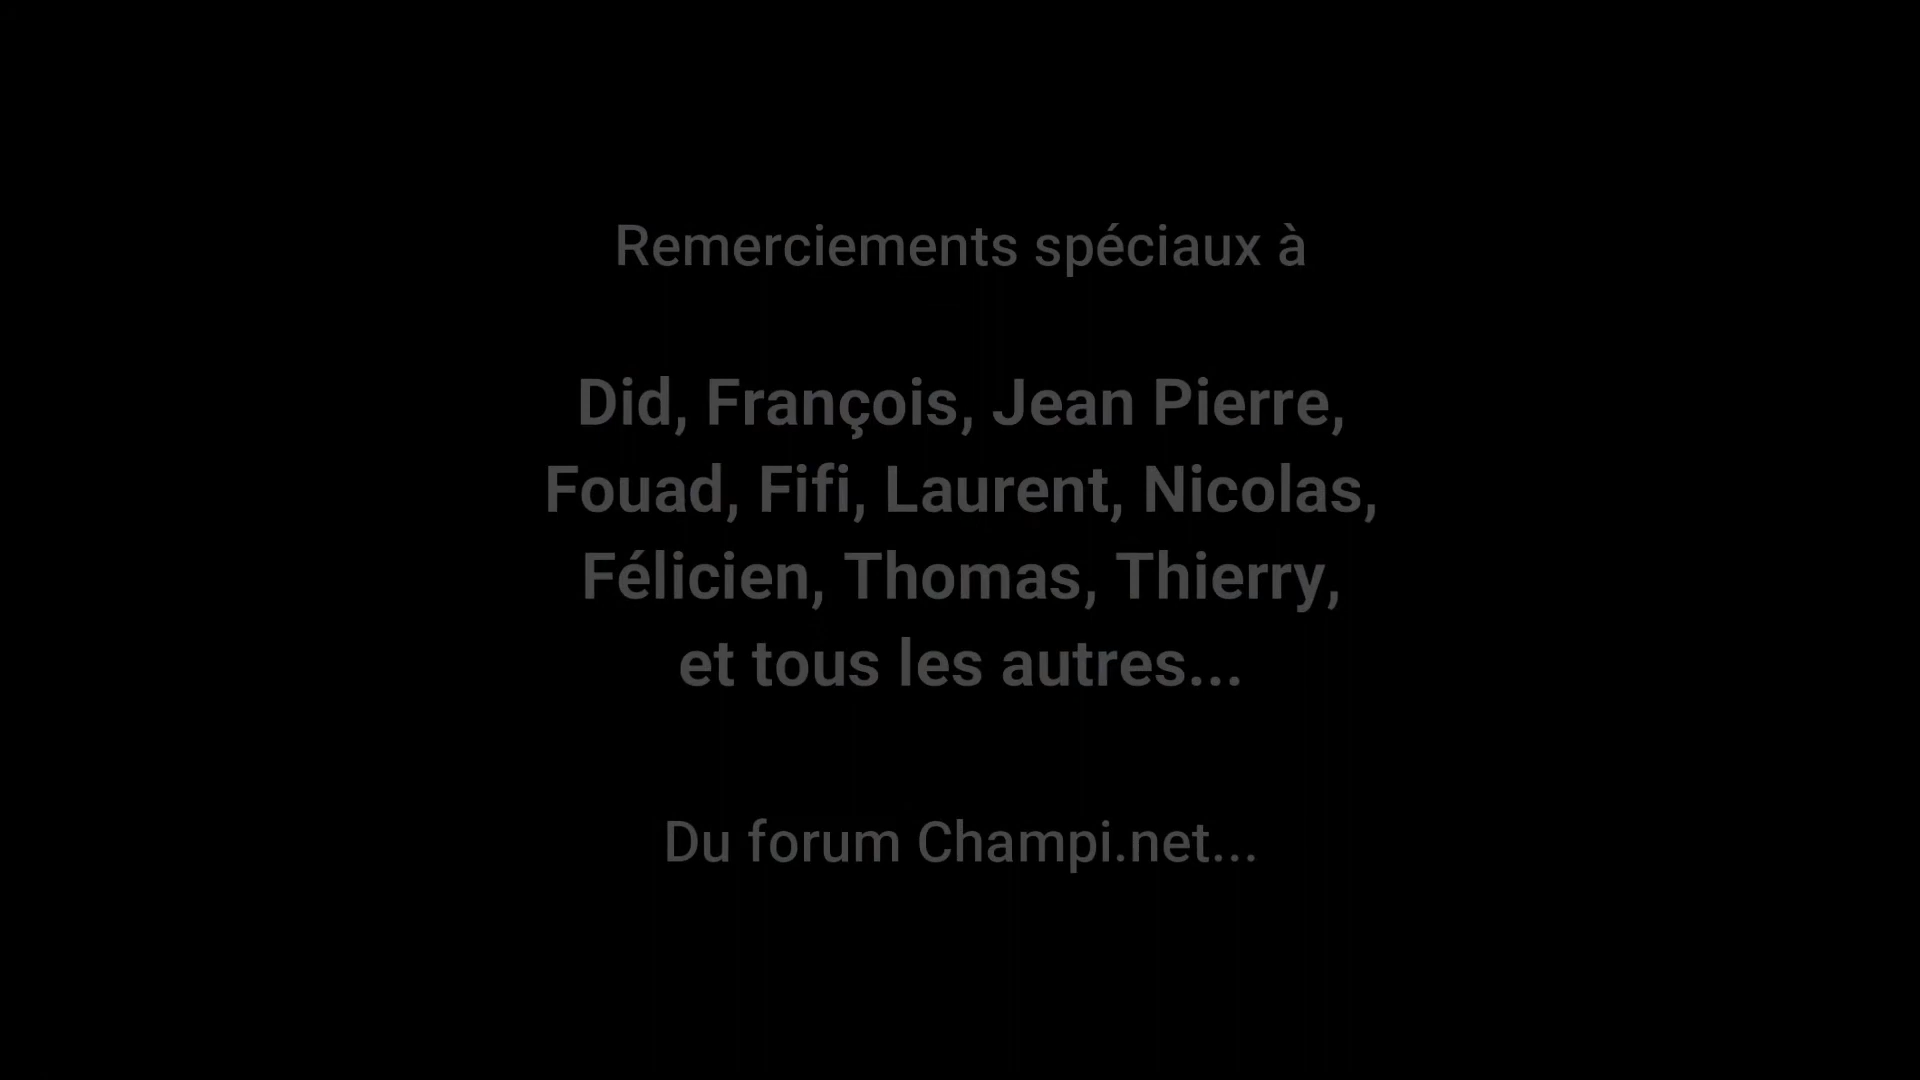 Remerciements spéciaux à
Did, François, Jean Pierre,
Fouad, Fifi, Laurent, Nicolas,
Félicien, Thomas, Thierry,
et tous les autres...
Du forum Champi.net...